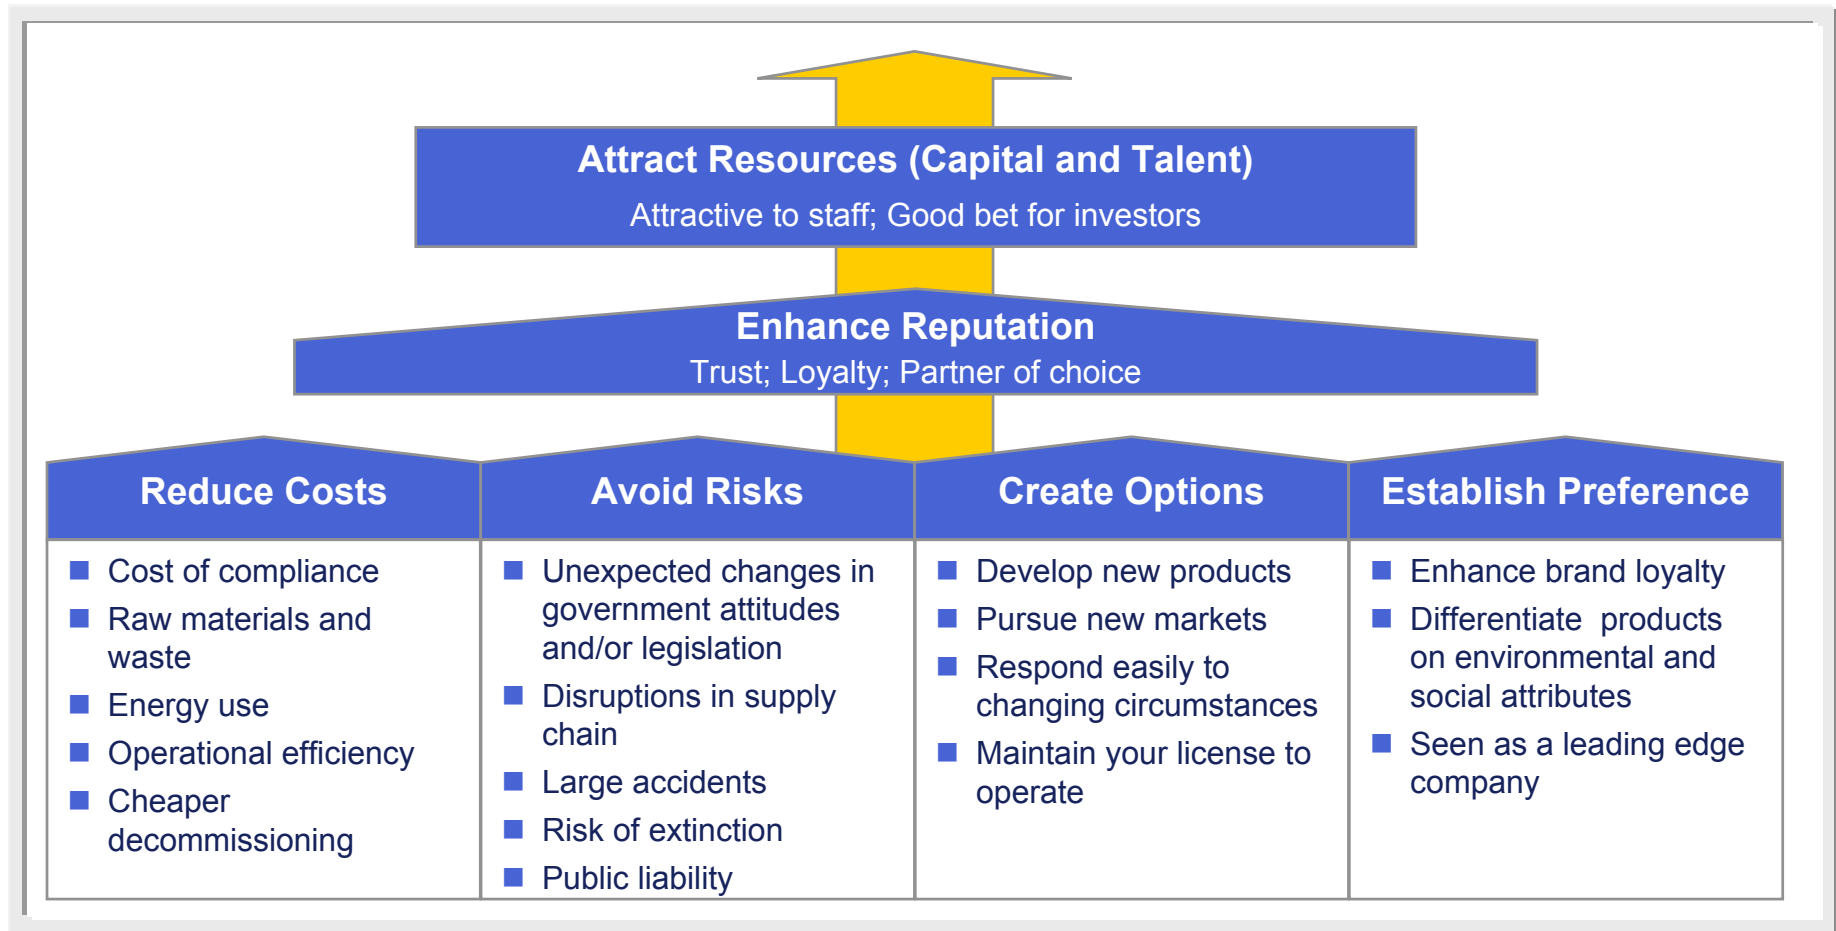 Attract Resources (Capital and Talent)
Attractive to staff; Good bet for investors
Enhance Reputation
Trust; Loyalty; Partner of choice
Reduce Costs
Cost of compliance
Raw materials and
waste
Energy use
Operational efficiency
Cheaper
decommissioning
Avoid Risks
Unexpected changes in
government attitudes
and/or legislation
Disruptions in supply
chain
Large accidents
Risk of extinction
Public liability
Create Options
Develop new products
Pursue new markets
Respond easily to
changing circumstances
Maintain your license to
operate
Establish Preference
Enhance brand loyalty
Differentiate  products
on environmental and
social attributes
Seen as a leading edge
company